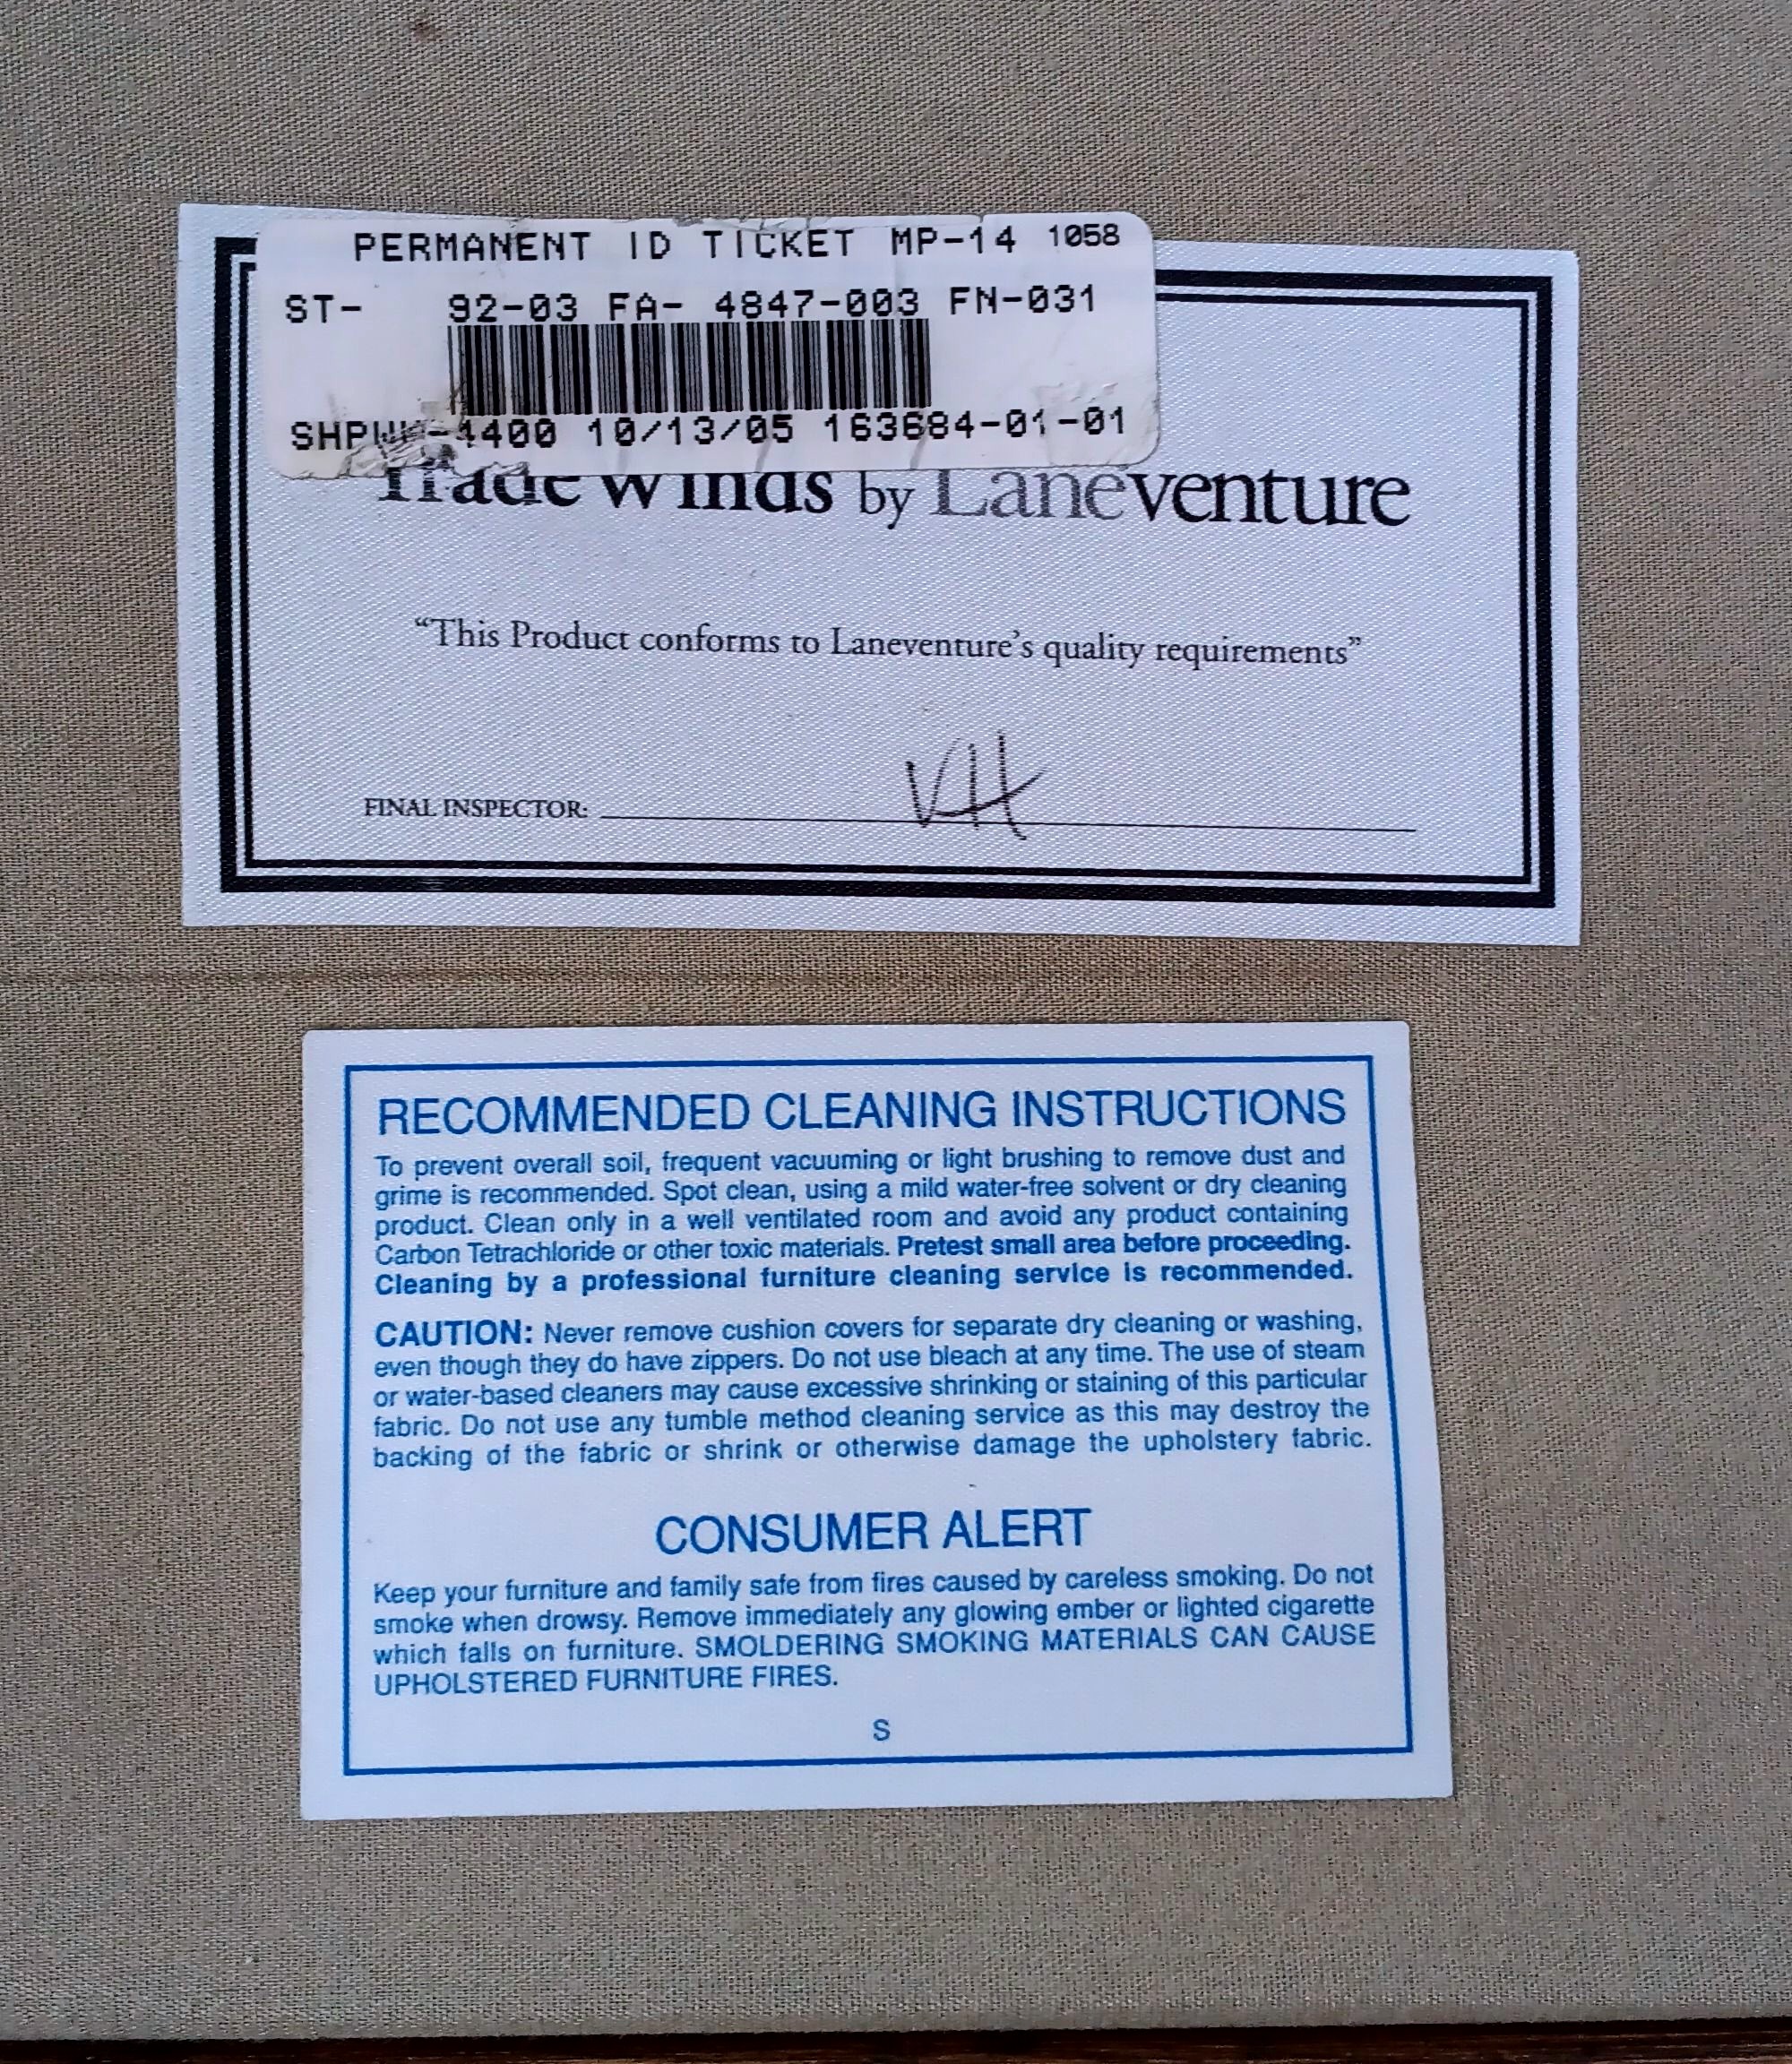 PERMANENT ID TICKET MP-14 1058
ST- 92-03 FA- 4847-003 FN-031
10/13/05 163684-01-01
Trade Winds by Laneventure
“This Product conforms to Laneventure’s quality requirements”
FINAL INSPECTOR: VH
RECOMMENDED CLEANING INSTRUCTIONS
To prevent overall soil, frequent vacuuming or light brushing to remove dust and
grime is recommended. Spot clean, using a mild water-free solvent or dry cleaning
product. Clean only in a well ventilated room and avoid any product containing
Carbon Tetrachloride or other toxic materials. Pretest small area before proceeding.
Cleaning by a professional furniture cleaning service is recommended.
CAUTION: Never remove cushion covers for separate dry cleaning or washing,
even though they do have zippers. Do not use bleach at any time. The use of steam
or water-based cleaners may cause excessive shrinking or staining of this particular
fabric. Do not use any tumble method cleaning service as this may destroy the
backing of the fabric or shrink or otherwise damage the upholstery fabric.
CONSUMER ALERT
Keep your furniture and family safe from fires caused by careless smoking. Do not
smoke when drowsy. Remove immediately any glowing ember or lighted cigarette
which falls on furniture. SMOLDERING SMOKING MATERIALS CAN CAUSE
UPHOLSTERED FURNITURE FIRES.
S